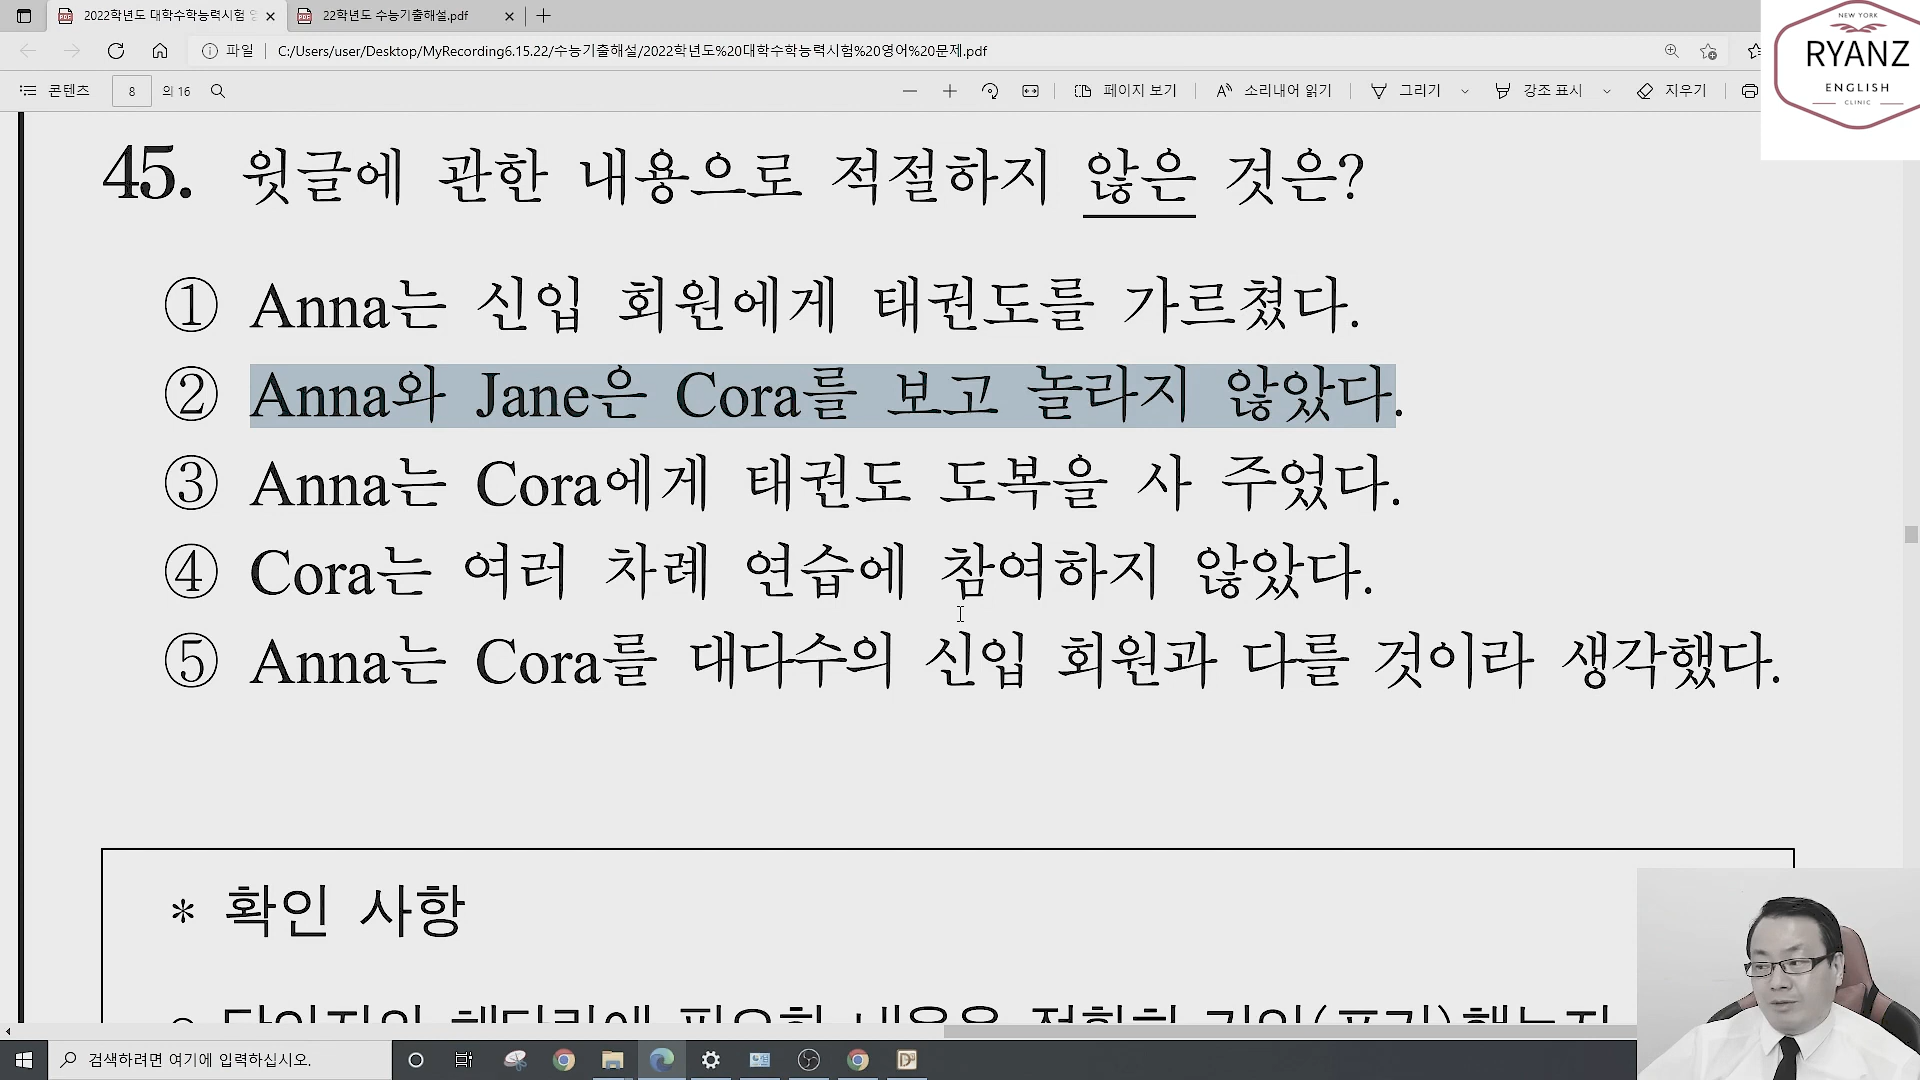 2022학년도 대학수학능력시험 영
22학년도 수능기출해설.pdf
파일
C:/Users/user/Desktop/MyRecording6.15.22/수능기출해설/2022학년도%20대학수학능력시험%20영어%20문제.pdf
콘텐츠
8
의 16
페이지 보기
소리내어 읽기
그리기
강조 표시
지우기
NEW YORK
RYANZ
ENGLISH
CLINIC
45. 윗글에 관한 내용으로 적절하지 않은 것은?
① Anna는 신입 회원에게 태권도를 가르쳤다.
② Anna와 Jane은 Cora를 보고 놀라지 않았다.
③ Anna는 Cora에게 태권도 도복을 사 주었다.
④ Cora는 여러 차례 연습에 참여하지 않았다.
⑤ Anna는 Cora를 대다수의 신입 회원과 다를 것이라 생각했다.
* 확인 사항
검색하려면 여기에 입력하십시오.